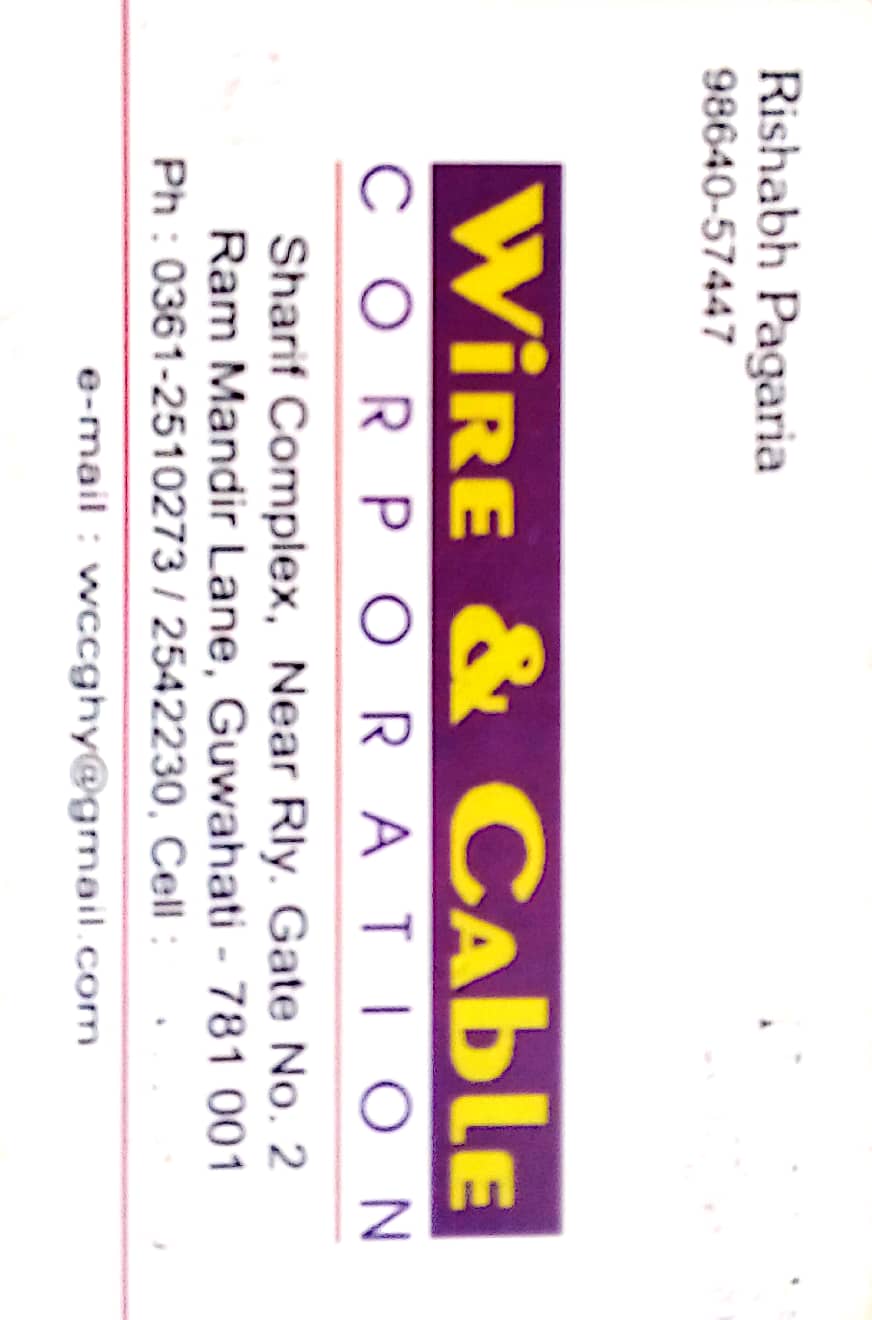 Rishabh Pagaria
98640-57447
Wire & Cable
CORPORATION
Sharif Complex, Near Rly. Gate No. 2
Ram Mandir Lane, Guwahati - 781 001
Ph : 0361-2510273 / 2542230, Cell :
e-mail : wccghy@gmail.com